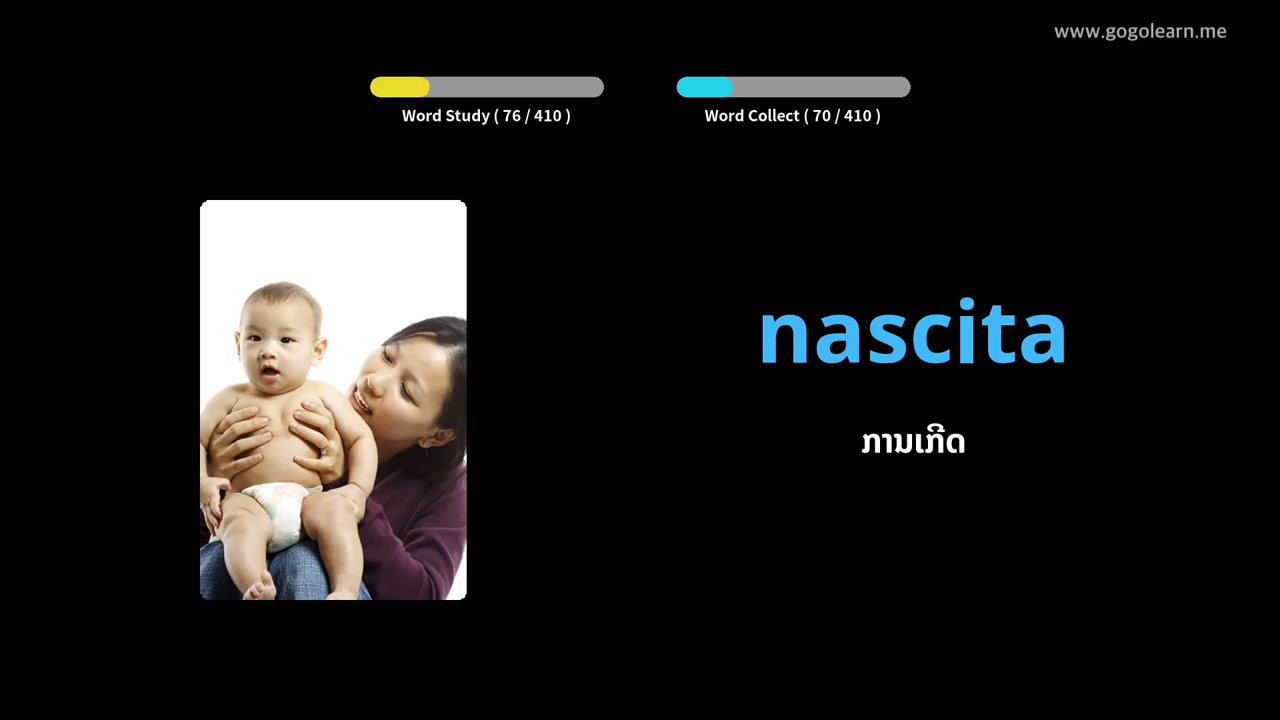 www.gogolearn.me
Word Study ( 76 / 410 )
Word Collect ( 70 / 410 )
nascita
ການເກີດ